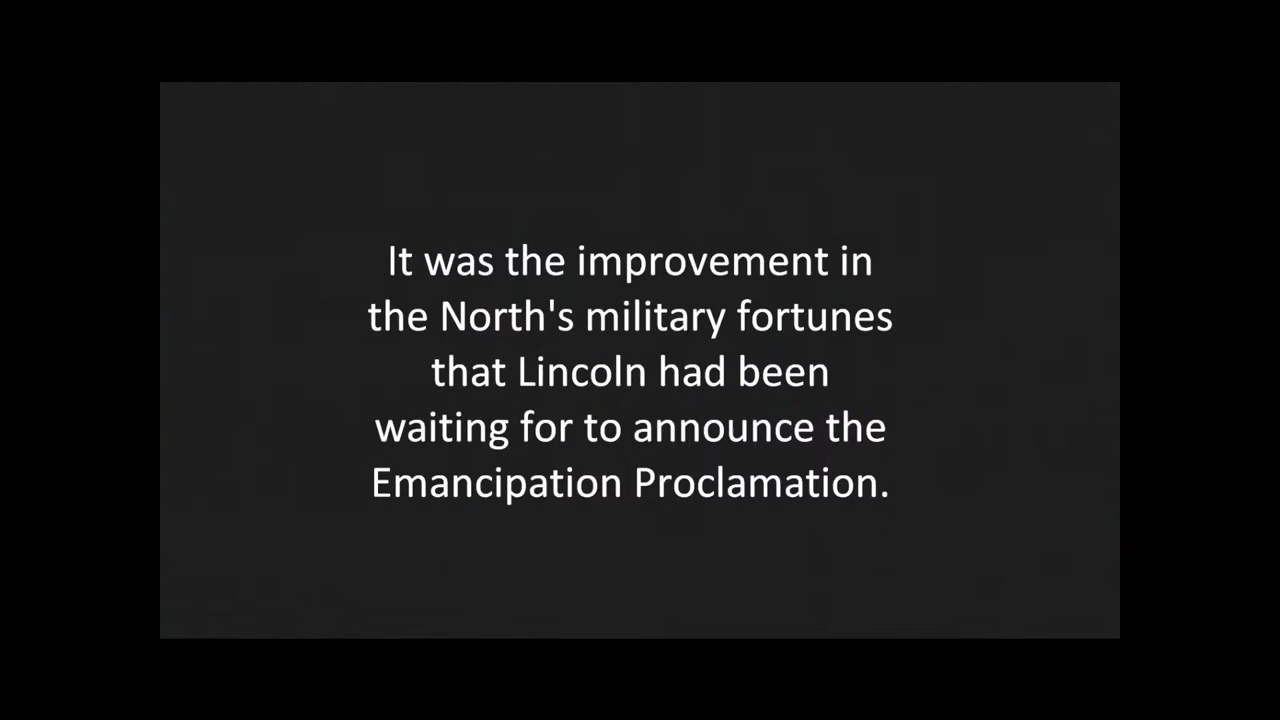 It was the improvement in
the North's military fortunes
that Lincoln had been
waiting for to announce the
Emancipation Proclamation.